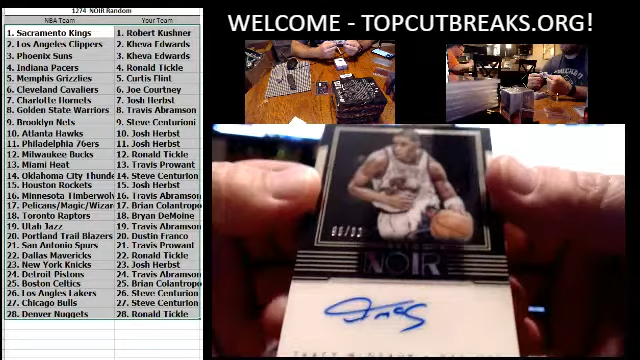 1274 NOIR Random
NBA Team Your Team
1. Sacramento Kings 1. Robert Kushner
2. Los Angeles Clippers 2. Kheva Edwards
3. Phoenix Suns 3. Kheva Edwards
4. Indiana Pacers 4. Ronald Tickle
5. Memphis Grizzlies 5. Curtis Flint
6. Cleveland Cavaliers 6. Joe Courtney
7. Charlotte Hornets 7. Josh Herbst
8. Golden State Warriors 8. Travis Abramson
9. Brooklyn Nets 9. Steve Centurioni
10. Atlanta Hawks 10. Josh Herbst
11. Philadelphia 76ers 11. Josh Herbst
12. Milwaukee Bucks 12. Ronald Tickle
13. Miami Heat 13. Travis Prowant
14. Oklahoma City Thunde 14. Steve Centurion
15. Houston Rockets 15. Josh Herbst
16. Minnesota Timberwolv 16. Travis Abramson
17. Pelicans/Magic/Wizar 17. Brian Colantropo
18. Toronto Raptors 18. Bryan DeMoine
19. Utah Jazz 19. Travis Abramson
20. Portland Trail Blazers 20. Dustin Franco
21. San Antonio Spurs 21. Travis Prowant
22. Dallas Mavericks 22. Ronald Tickle
23. New York Knicks 23. Josh Herbst
24. Detroit Pistons 24. Travis Abramson
25. Boston Celtics 25. Brian Colantropo
26. Los Angeles Lakers 26. Steve Centurion
27. Chicago Bulls 27. Steve Centurion
28. Denver Nuggets 28. Ronald Tickle
WELCOME - TOPCUTBREAKS.ORG!
NOIR